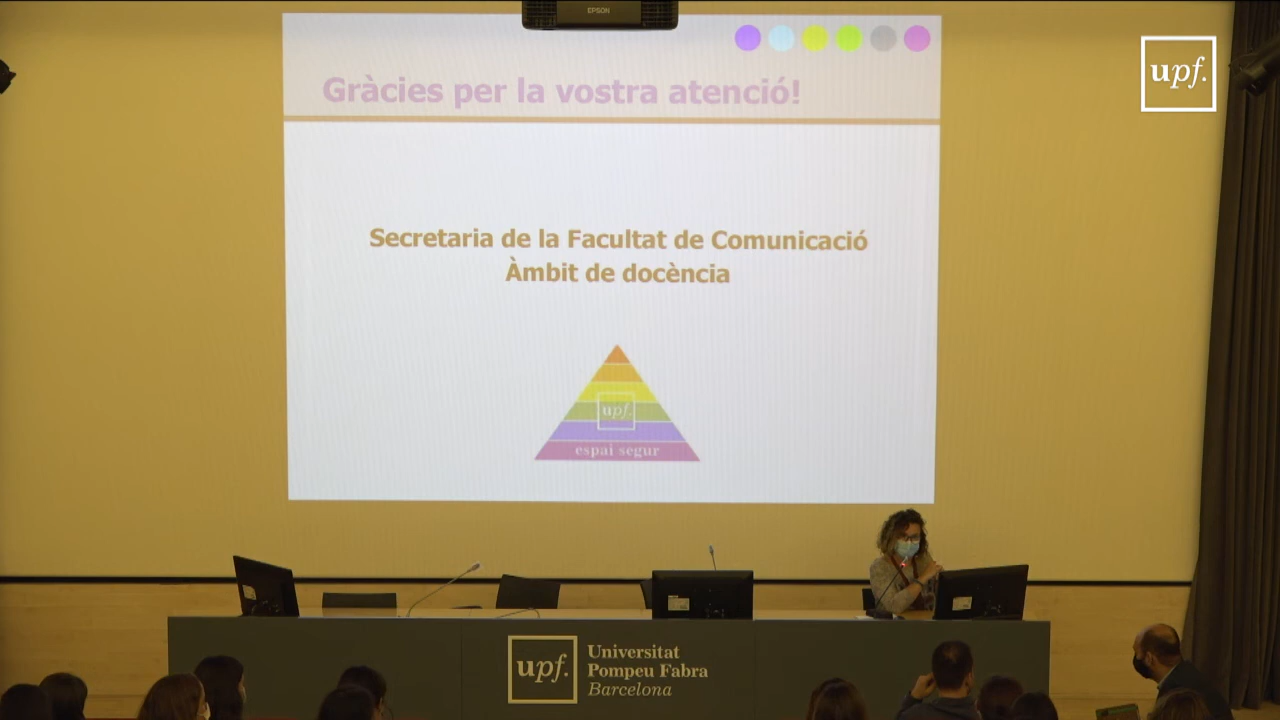 EPSON
upf.
Gràcies per la vostra atenció!
Secretaria de la Facultat de Comunicació
Àmbit de docència
upf.
espai segur
upf.
Universitat
Pompeu Fabra
Barcelona